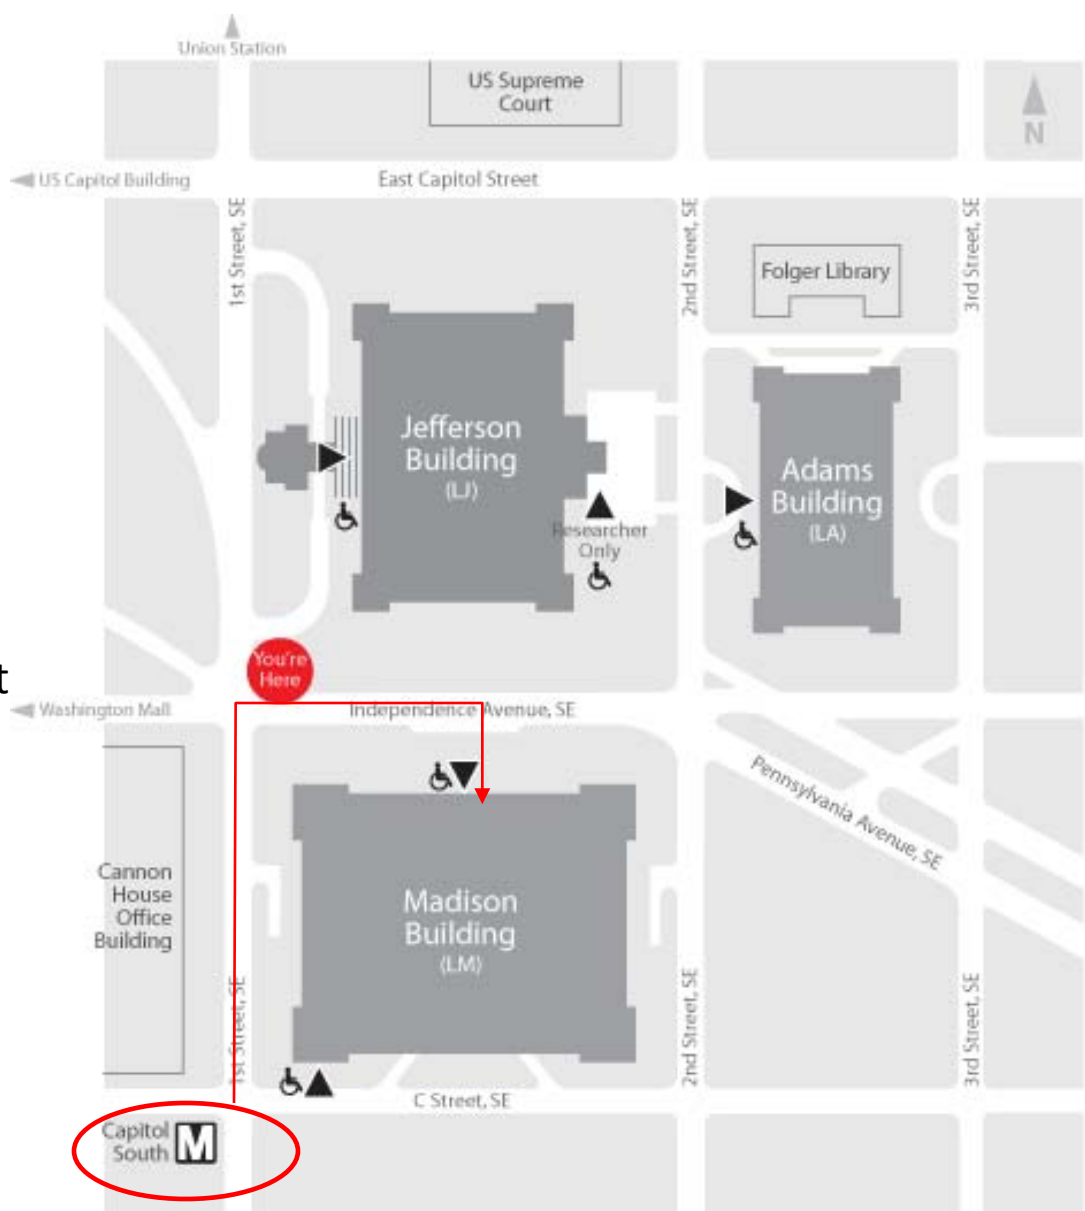 Union Station
US Supreme
Court
N
US Capitol Building
East Capitol Street
1st Street, SE
2nd Street, SE
3rd Street, SE
Folger Library
Jefferson
Building
(LJ)
Adams
Building
(LA)
Researcher
Only
You're
Here
t
Washington Mall
Independence Avenue, SE
Pennsylvania Avenue, SE
Cannon
House
Office
Building
Madison
Building
(LM)
1st Street, SE
2nd Street, SE
3rd Street, SE
C Street, SE
Capitol
South
M